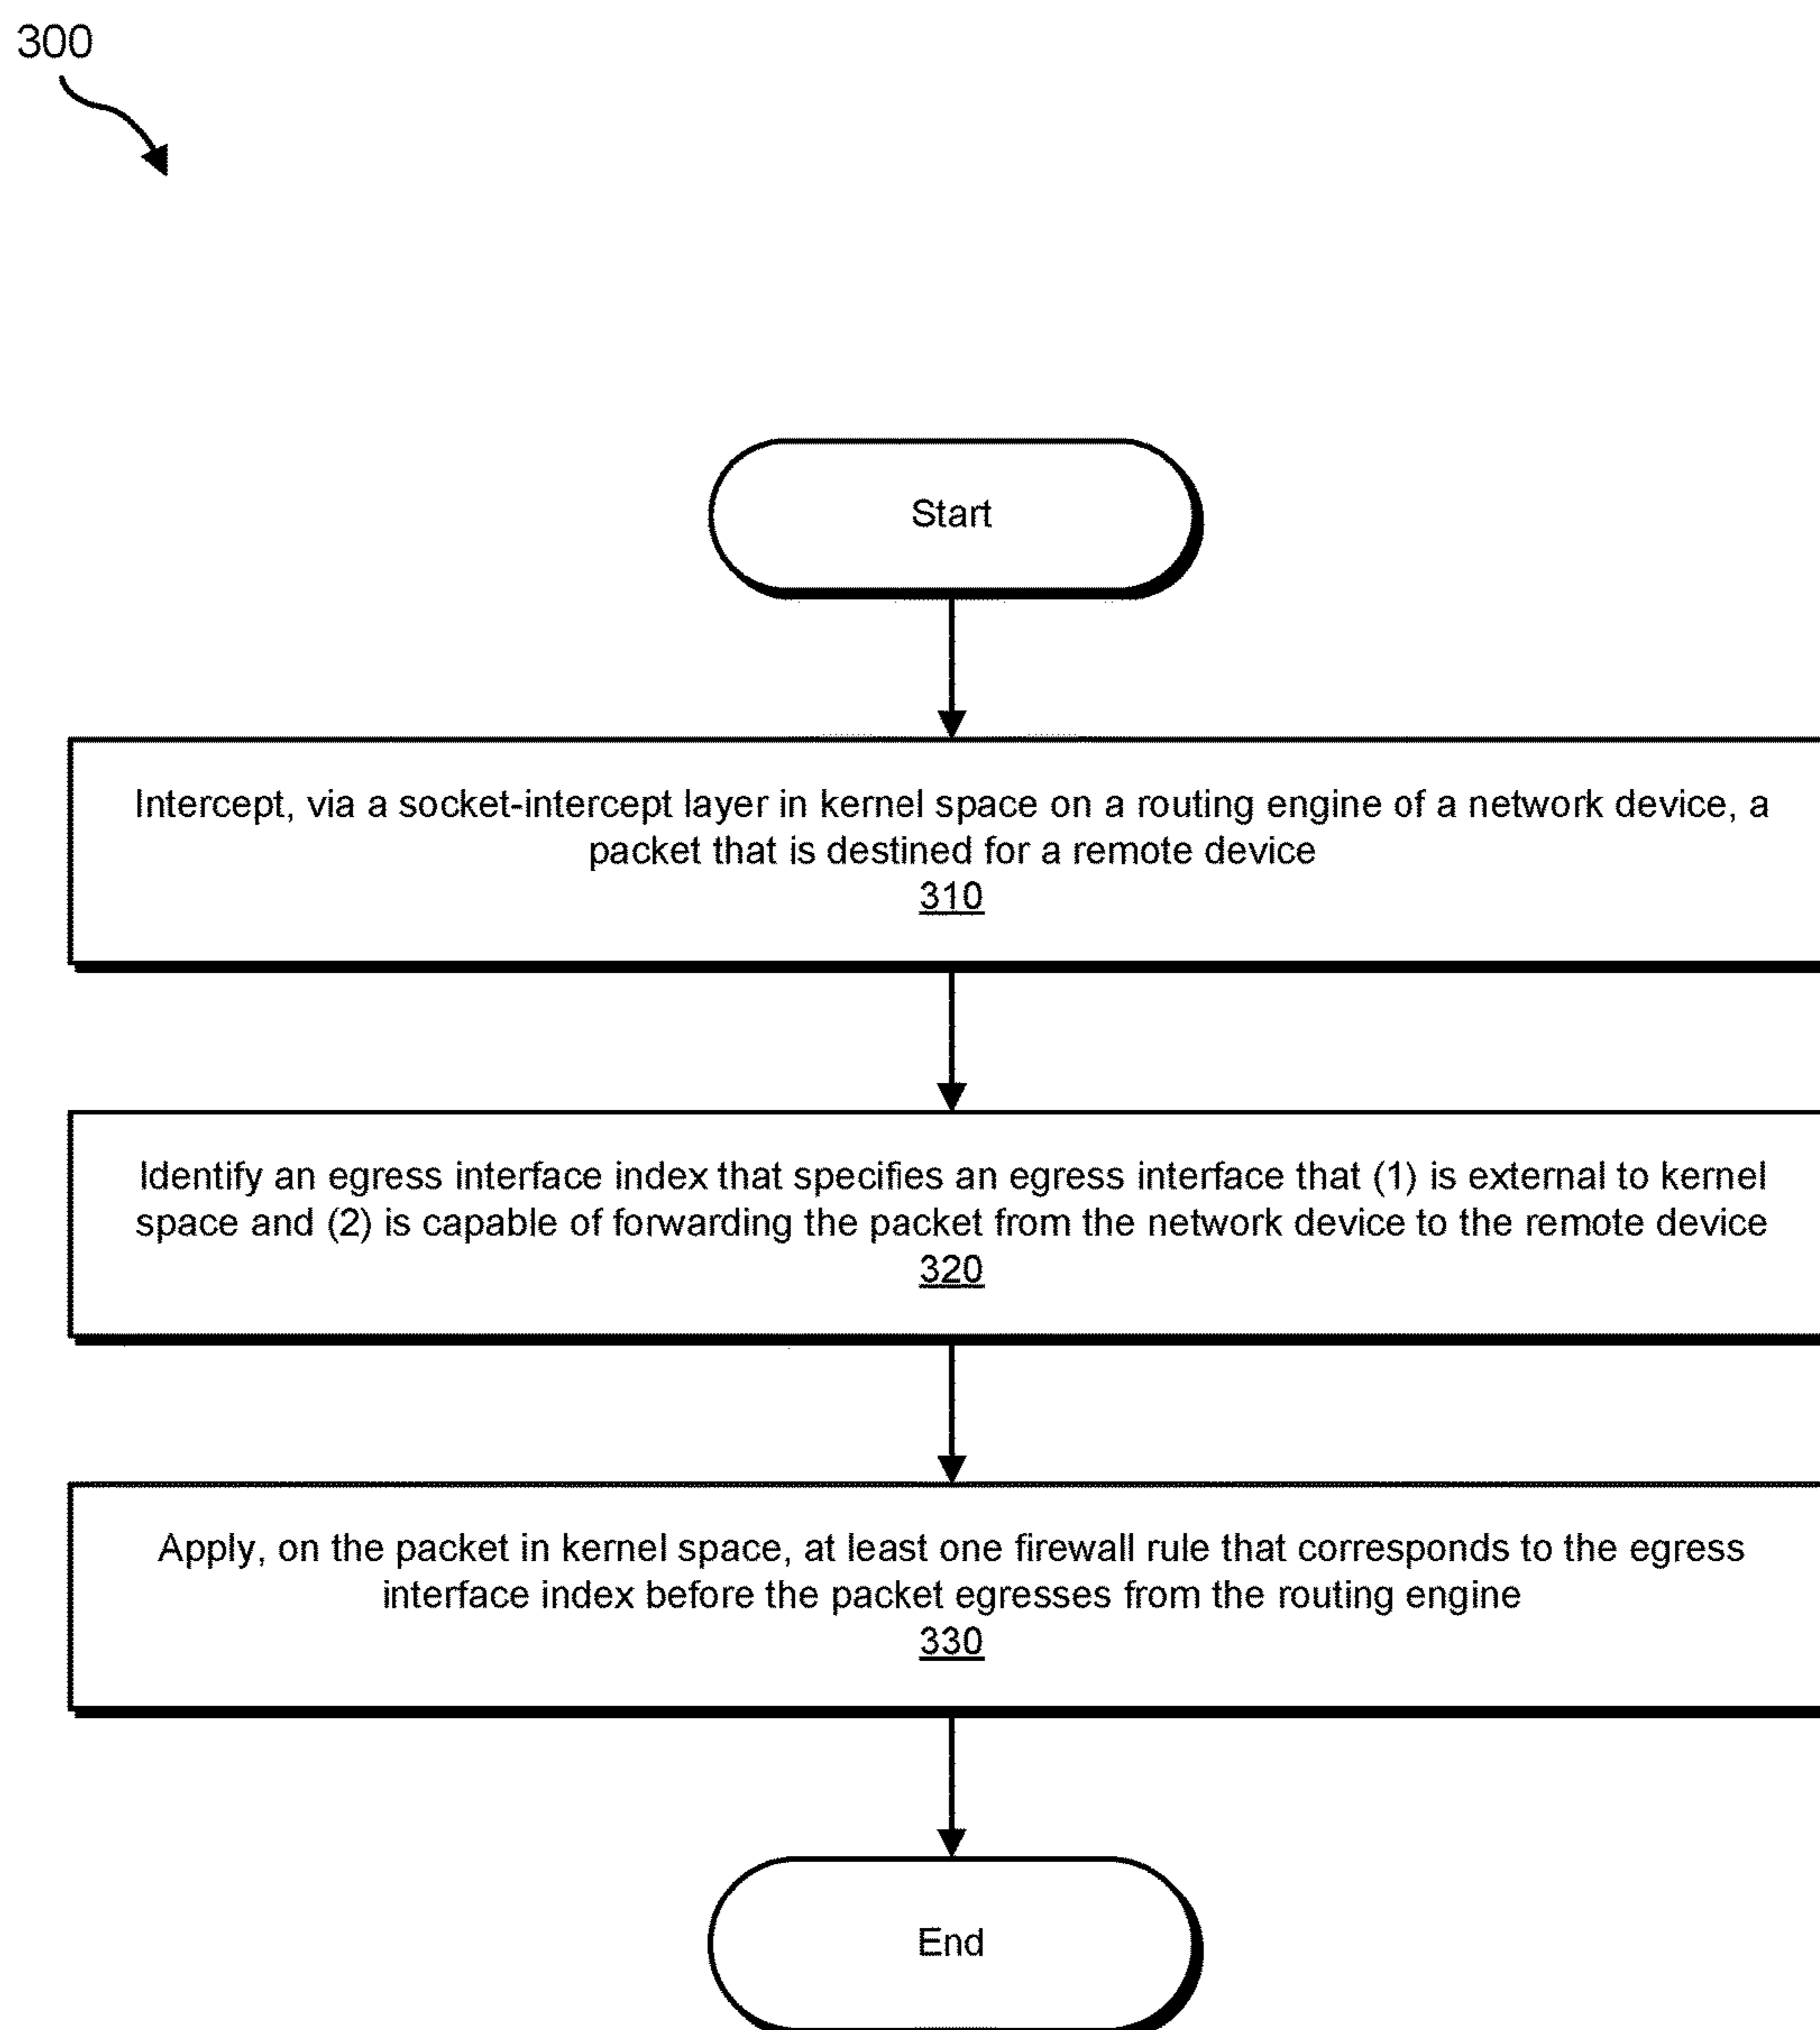 300
Start
Intercept, via a socket-intercept layer in kernel space on a routing engine of a network device, a
packet that is destined for a remote device
310
Identify an egress interface index that specifies an egress interface that (1) is external to kernel
space and (2) is capable of forwarding the packet from the network device to the remote device
320
Apply, on the packet in kernel space, at least one firewall rule that corresponds to the egress
interface index before the packet egresses from the routing engine
330
End